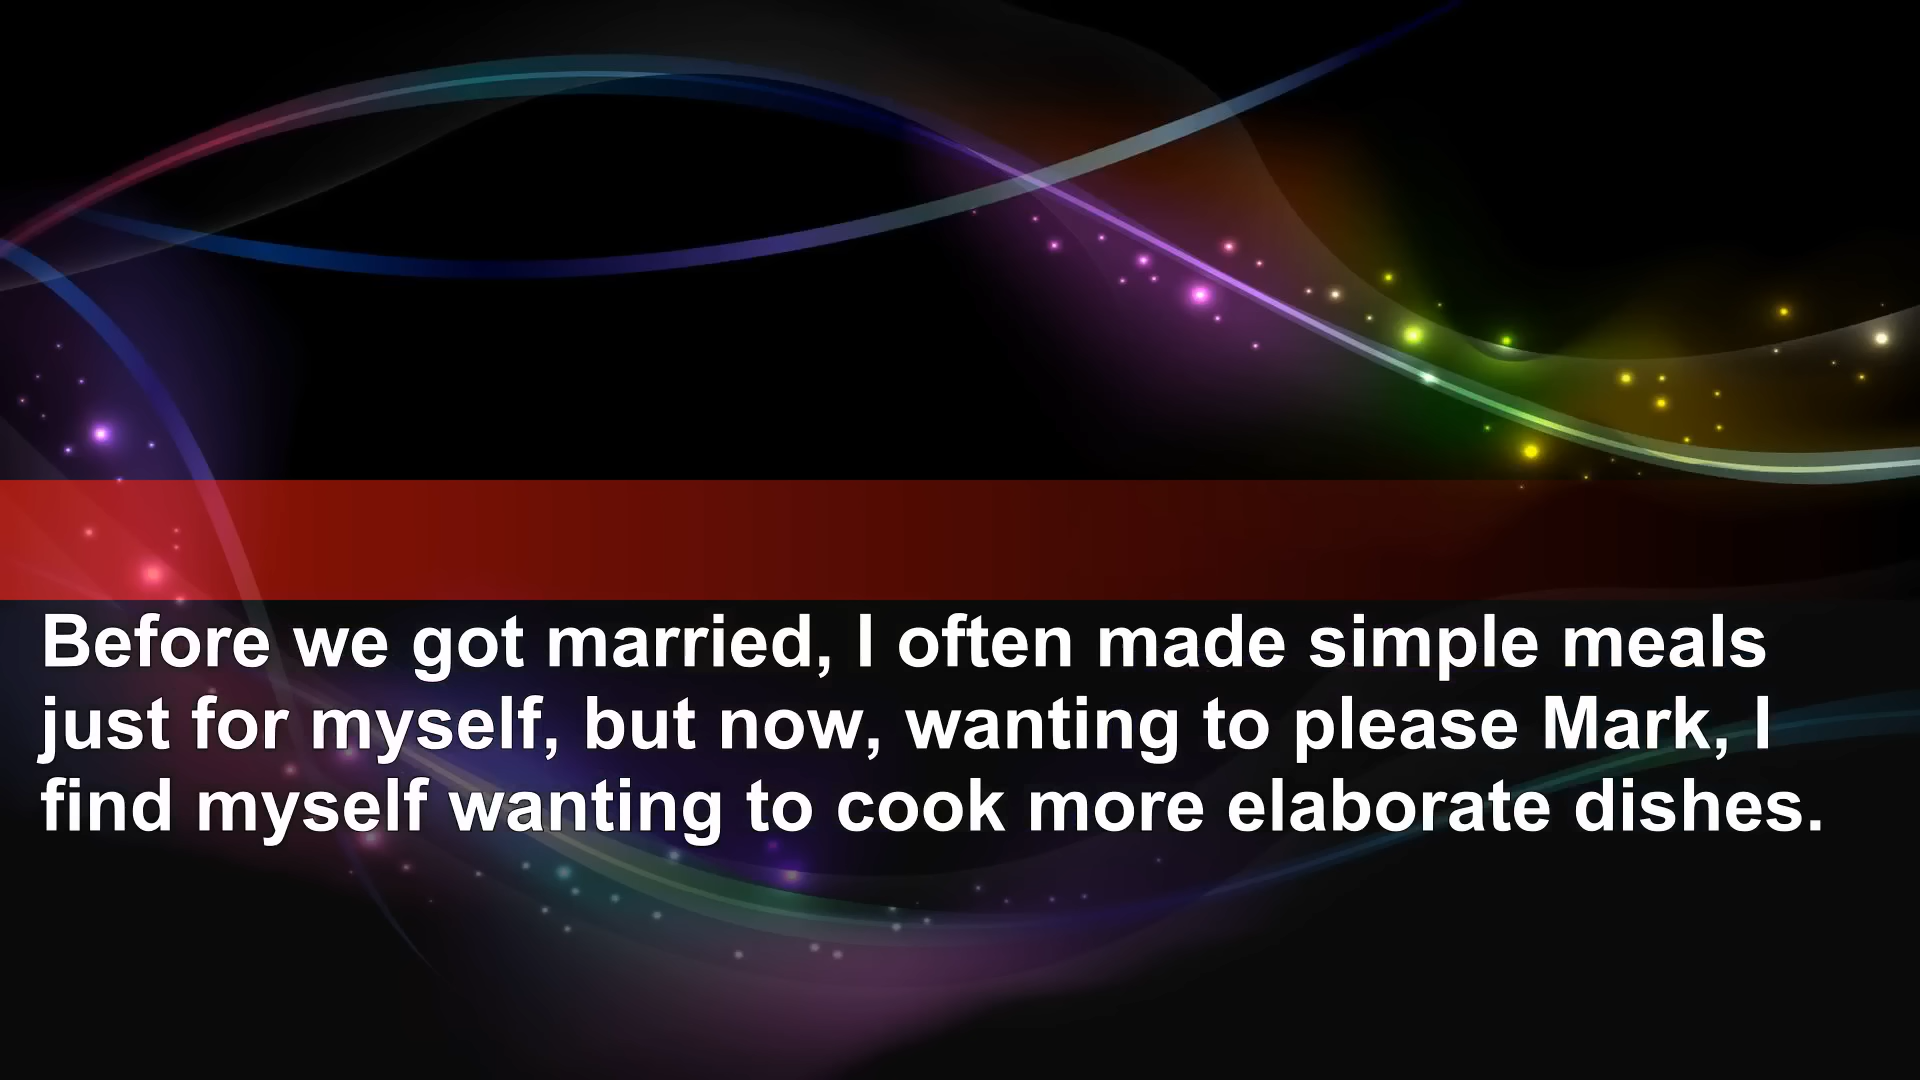 Before we got married, I often made simple meals
just for myself, but now, wanting to please Mark, I
find myself wanting to cook more elaborate dishes.